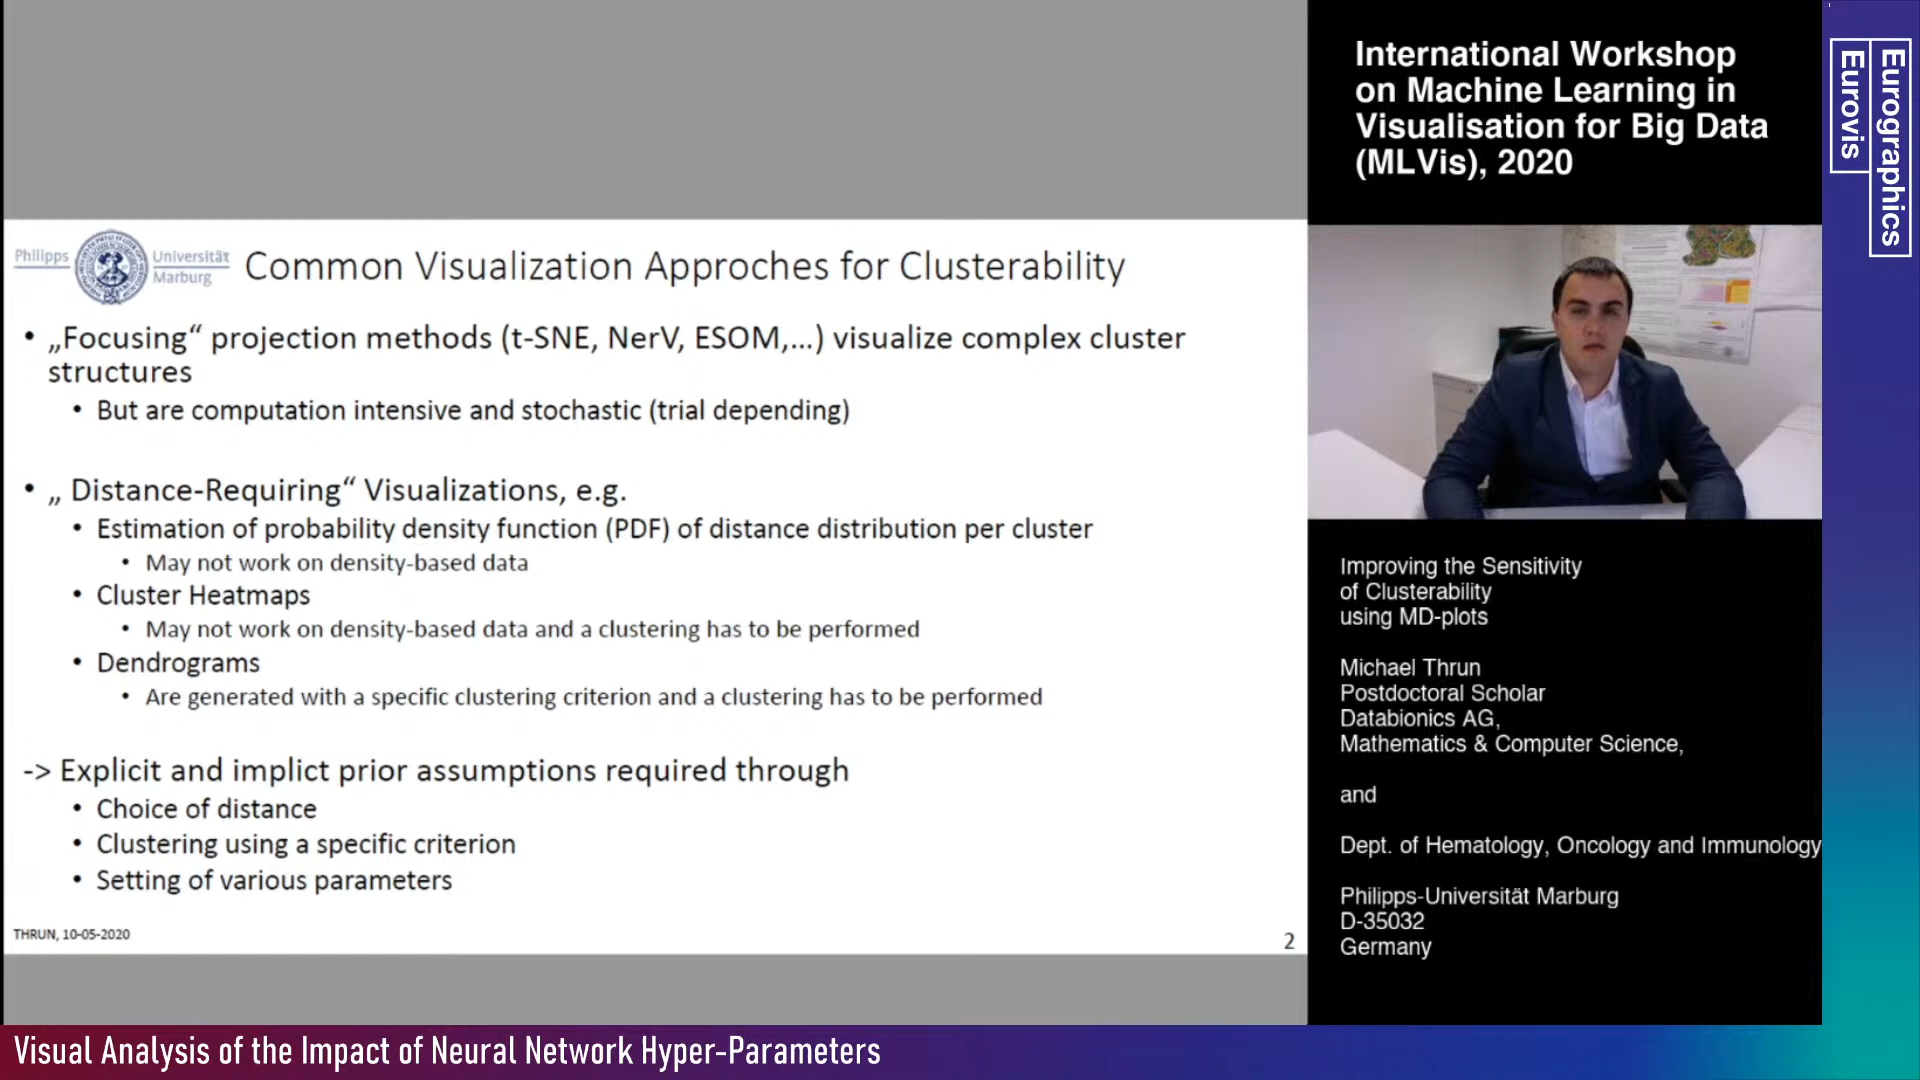 International Workshop
on Machine Learning in
Visualisation for Big Data
(MLVis), 2020
Eurographics
Eurovis
Philipps Universität
Marburg
Common Visualization Approches for Clusterability
• „Focusing“ projection methods (t-SNE, NerV, ESOM,...) visualize complex cluster
structures
• But are computation intensive and stochastic (trial depending)
• „ Distance-Requiring“ Visualizations, e.g.
• Estimation of probability density function (PDF) of distance distribution per cluster
• May not work on density-based data
• Cluster Heatmaps
• May not work on density-based data and a clustering has to be performed
• Dendrograms
• Are generated with a specific clustering criterion and a clustering has to be performed
-> Explicit and implict prior assumptions required through
• Choice of distance
• Clustering using a specific criterion
• Setting of various parameters
THRUN, 10-05-2020
2
Improving the Sensitivity
of Clusterability
using MD-plots
Michael Thrun
Postdoctoral Scholar
Databionics AG,
Mathematics & Computer Science,
and
Dept. of Hematology, Oncology and Immunology
Philipps-Universität Marburg
D-35032
Germany
Visual Analysis of the Impact of Neural Network Hyper-Parameters